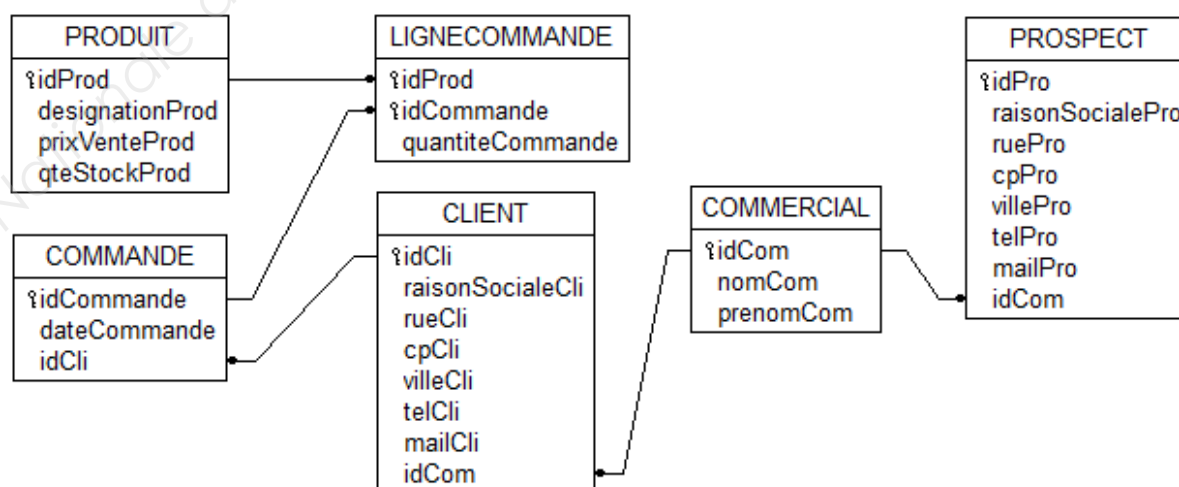 PRODUIT
idProd
designationProd
prixVenteProd
qteStockProd
LIGNECOMMANDE
idProd
idCommande
quantiteCommande
PROSPECT
idPro
raisonSocialePro
ruePro
cpPro
villePro
telPro
mailPro
idCom
COMMANDE
idCommande
dateCommande
idCli
CLIENT
idCli
raisonSocialeCli
rueCli
cpCli
villeCli
telCli
mailCli
idCom
COMMERCIAL
idCom
nomCom
prenomCom
Nationale